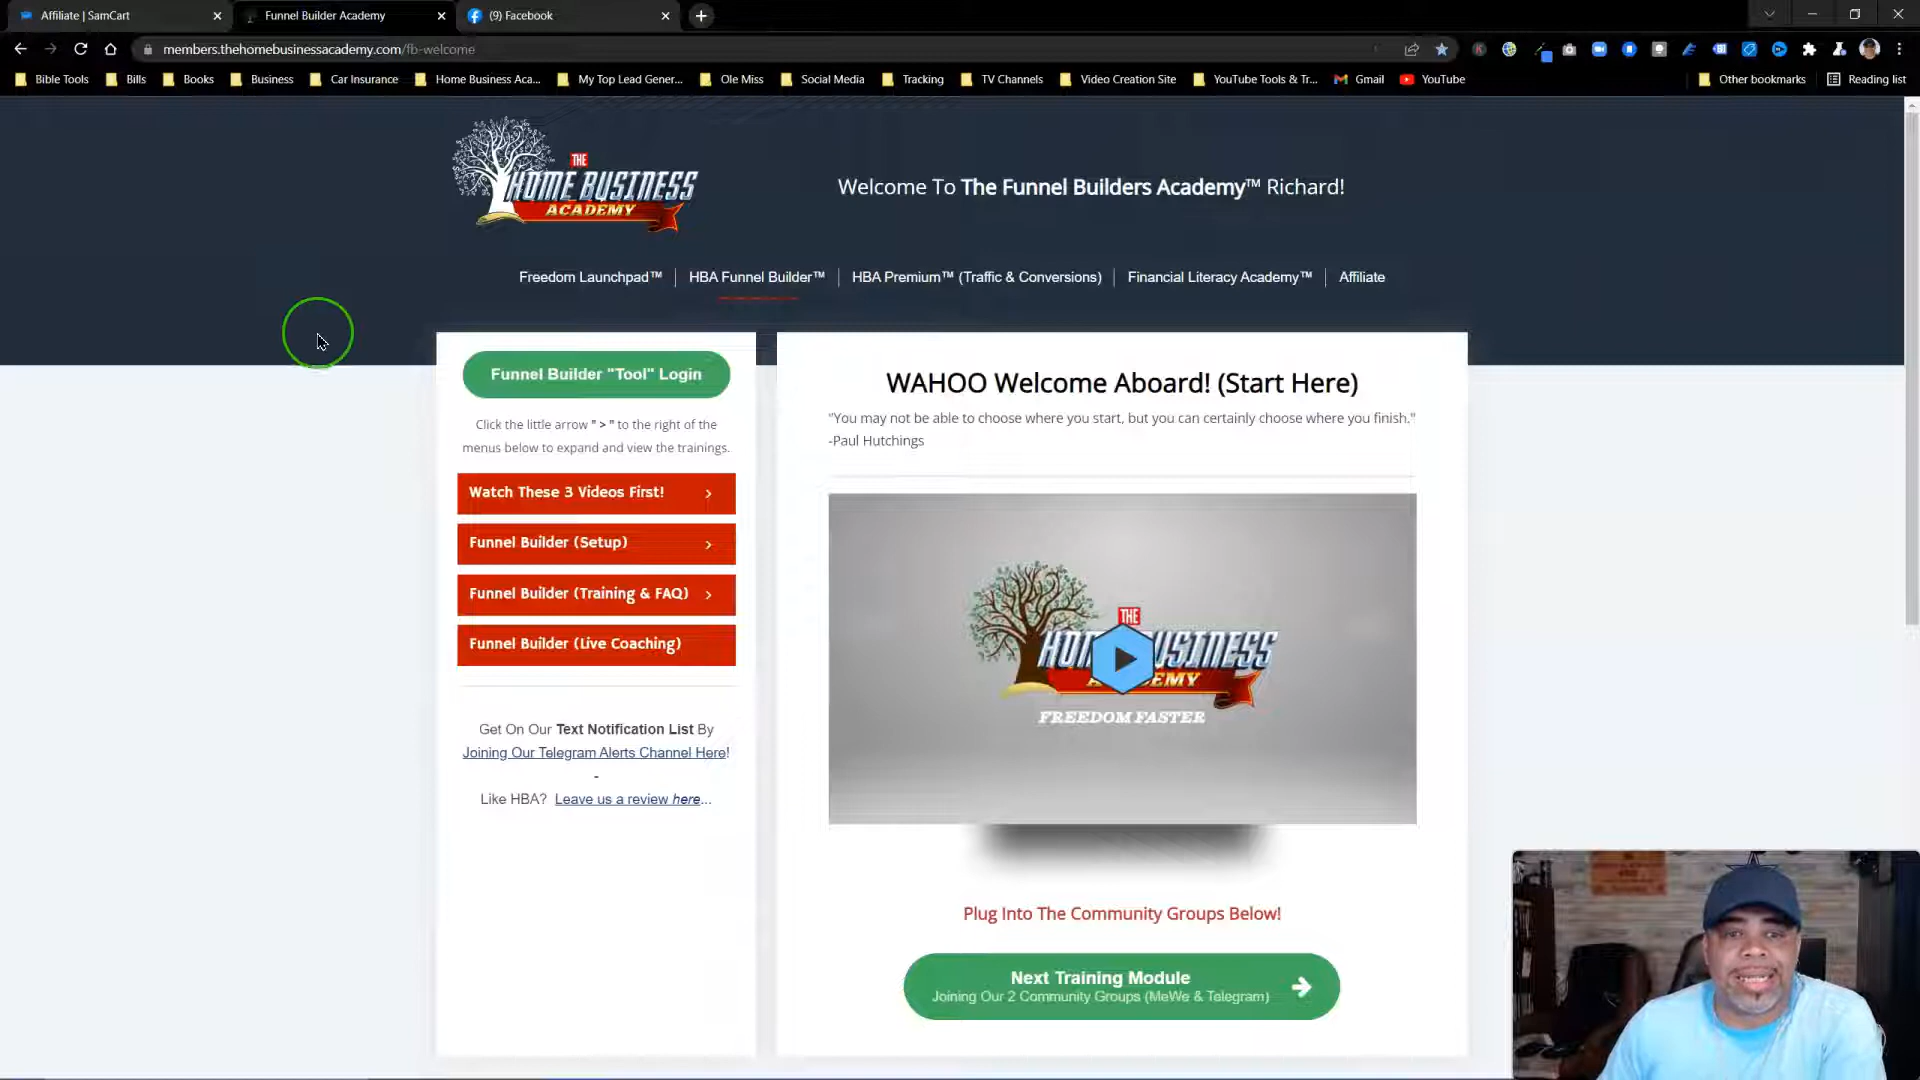 Affiliate | SamCart
Funnel Builder Academy
(9) Facebook
members.thehomebusinessacademy.com/fb-welcome
Bible Tools
Bills
Books
Business
Car Insurance
Home Business Aca...
My Top Lead Gener...
Ole Miss
Social Media
Tracking
TV Channels
Video Creation Site
YouTube Tools & Tr...
Gmail
YouTube
Other bookmarks
Reading list
THE
HOME BUSINESS
ACADEMY
Welcome To The Funnel Builders Academy™ Richard!
Freedom Launchpad™
HBA Funnel Builder™
HBA Premium™ (Traffic & Conversions)
Financial Literacy Academy™
Affiliate
Funnel Builder "Tool" Login
Click the little arrow " > " to the right of the
menus below to expand and view the trainings.
Watch These 3 Videos First! >
Funnel Builder (Setup) >
Funnel Builder (Training & FAQ) >
Funnel Builder (Live Coaching)
Get On Our Text Notification List By
Joining Our Telegram Alerts Channel Here!
-
Like HBA? Leave us a review here...
WAHOO Welcome Aboard! (Start Here)
"You may not be able to choose where you start, but you can certainly choose where you finish."
-Paul Hutchings
THE
FREEDOM FASTER
Plug Into The Community Groups Below!
Next Training Module
Joining Our 2 Community Groups (MeWe & Telegram)